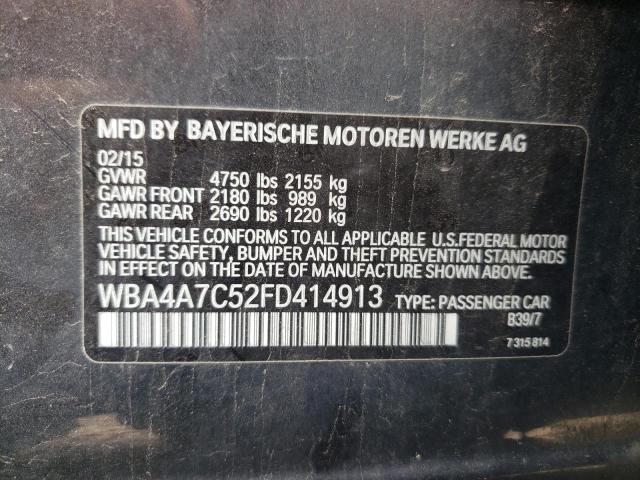 MFD BY BAYERISCHE MOTOREN WERKE AG
02/15
GVWR 4750 lbs 2155 kg
GAWR FRONT 2180 lbs 989 kg
GAWR REAR 2690 lbs 1220 kg
THIS VEHICLE CONFORMS TO ALL APPLICABLE U.S.FEDERAL MOTOR
VEHICLE SAFETY, BUMPER AND THEFT PREVENTION STANDARDS
IN EFFECT ON THE DATE OF MANUFACTURE SHOWN ABOVE.
WBA4A7C52FD414913 TYPE: PASSENGER CAR
B39/7
7 315 814